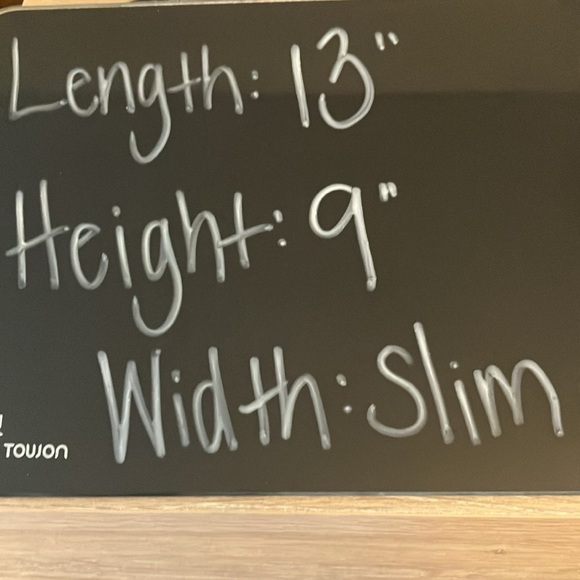 Length: 13"
Height: 9"
Width: Slim
TOUJON